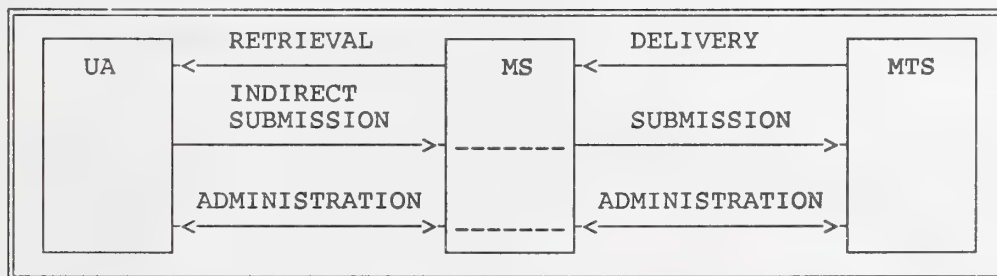 RETRIEVAL DELIVERY
UA MS MTS
INDIRECT
SUBMISSION SUBMISSION
ADMINISTRATION ADMINISTRATION